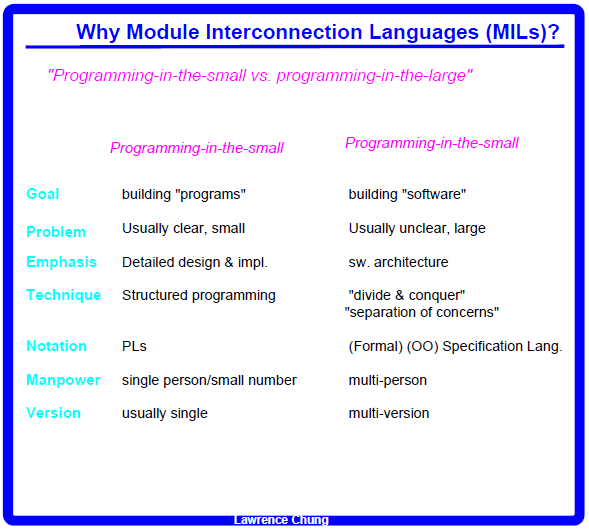 Why Module Interconnection Languages (MILs)?
"Programming-in-the-small vs. programming-in-the-large"
Programming-in-the-small Programming-in-the-small
Goal building "programs" building "software"
Problem Usually clear, small Usually unclear, large
Emphasis Detailed design & impl. sw. architecture
Technique Structured programming "divide & conquer"
"separation of concerns"
Notation PLs (Formal) (OO) Specification Lang.
Manpower single person/small number multi-person
Version usually single multi-version
Lawrence Chung